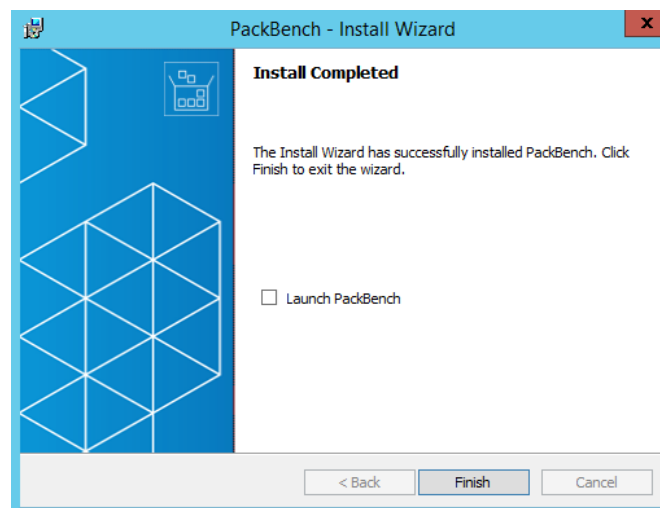 PackBench - Install Wizard
x
Install Completed
The Install Wizard has successfully installed PackBench. Click
Finish to exit the wizard.
Launch PackBench
< Back
Finish
Cancel